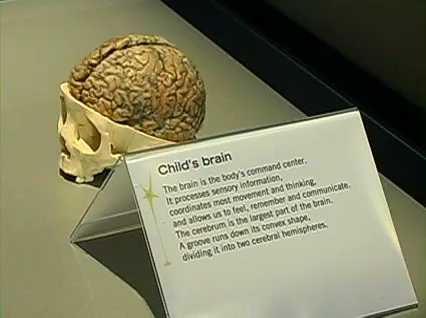 Child's brain
The brain is the body's command center.
It processes sensory information,
coordinates most movement and thinking,
and allows us to feel, remember and communicate.
The cerebrum is the largest part of the brain.
A groove runs down its convex shape,
dividing it into two cerebral hemispheres.